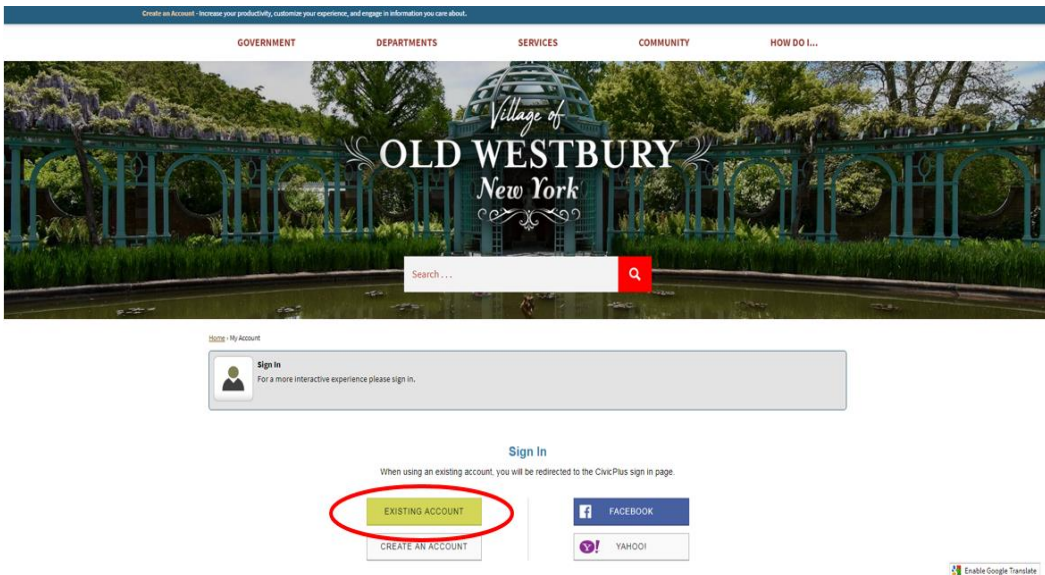 Create an Account - Increase your productivity, customize your experience, and engage in information you care about.
GOVERNMENT DEPARTMENTS SERVICES COMMUNITY HOW DO I...
Village of
OLD WESTBURY
New York
Search . . .
Home › My Account
Sign In
For a more interactive experience please sign in.
Sign In
When using an existing account, you will be redirected to the CivicPlus sign in page.
EXISTING ACCOUNT FACEBOOK
CREATE AN ACCOUNT YAHOO!
Enable Google Translate